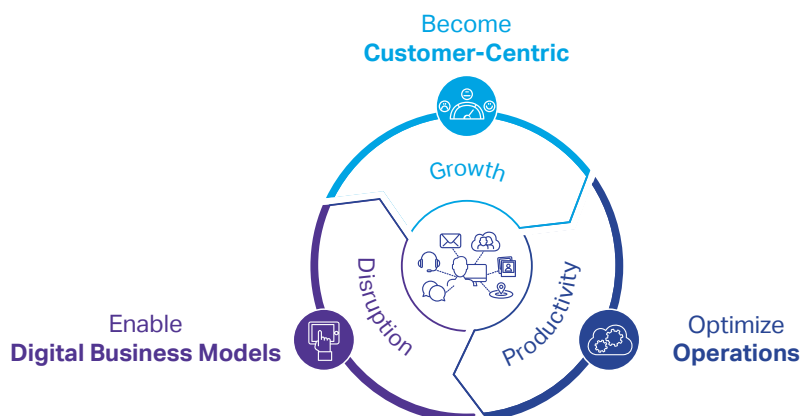 Become
Customer-Centric
Growth
Disruption
Productivity
Enable
Digital Business Models
Optimize
Operations